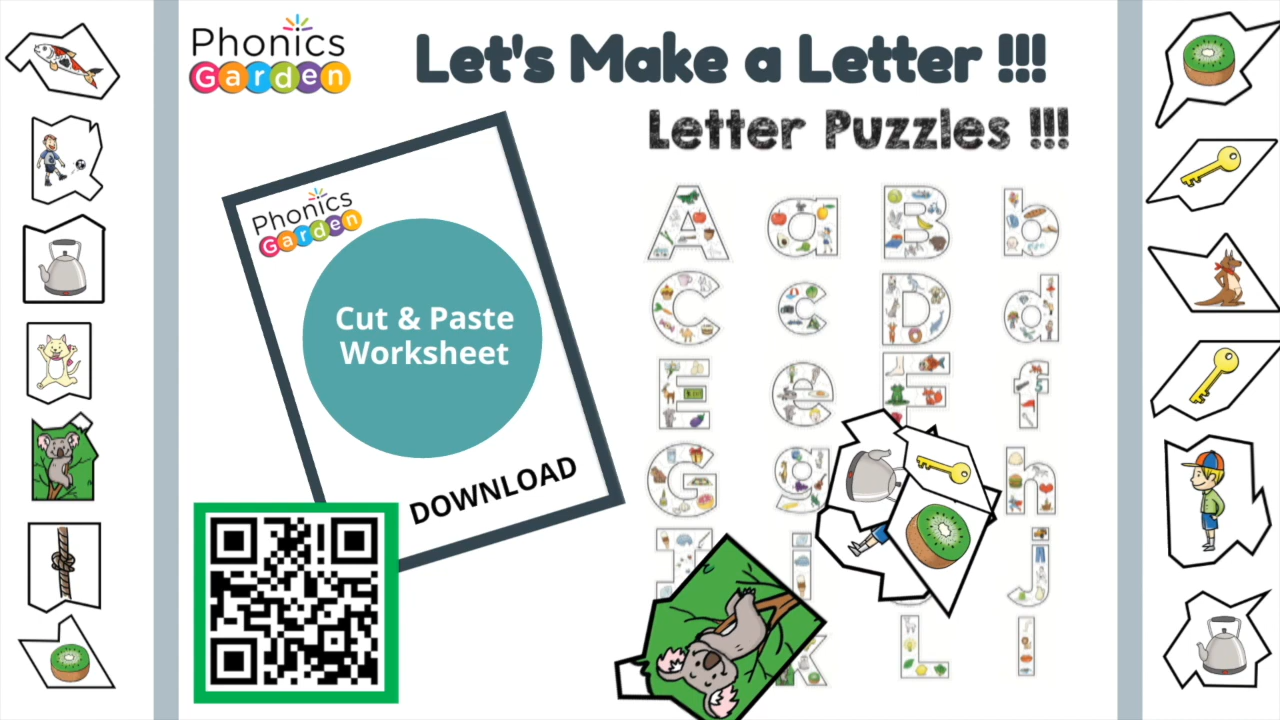 Phonics
Garden
Let's Make a Letter !!!
Letter Puzzles !!!
Phonics
Garden
Cut & Paste
Worksheet
DOWNLOAD
A a B b
C c D d
E e F f
G g h
I i j
k L l